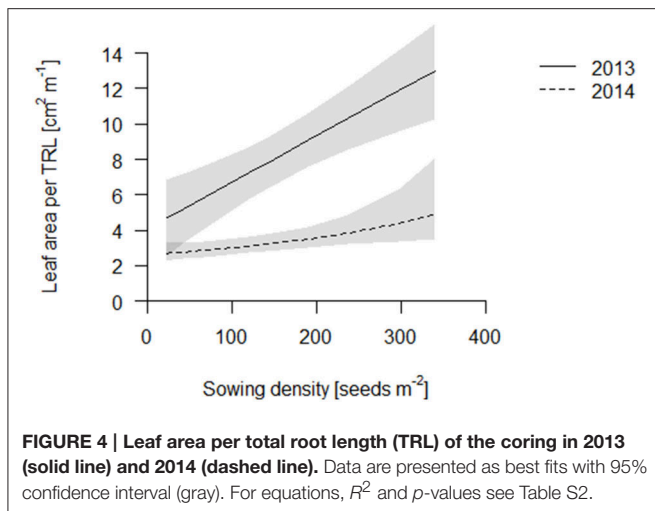 Leaf area per TRL [cm² m⁻¹]
14
12
10
8
6
4
2
0
0 100 200 300 400
Sowing density [seeds m⁻²]
2013
2014
FIGURE 4 | Leaf area per total root length (TRL) of the coring in 2013
(solid line) and 2014 (dashed line). Data are presented as best fits with 95%
confidence interval (gray). For equations, R² and p-values see Table S2.